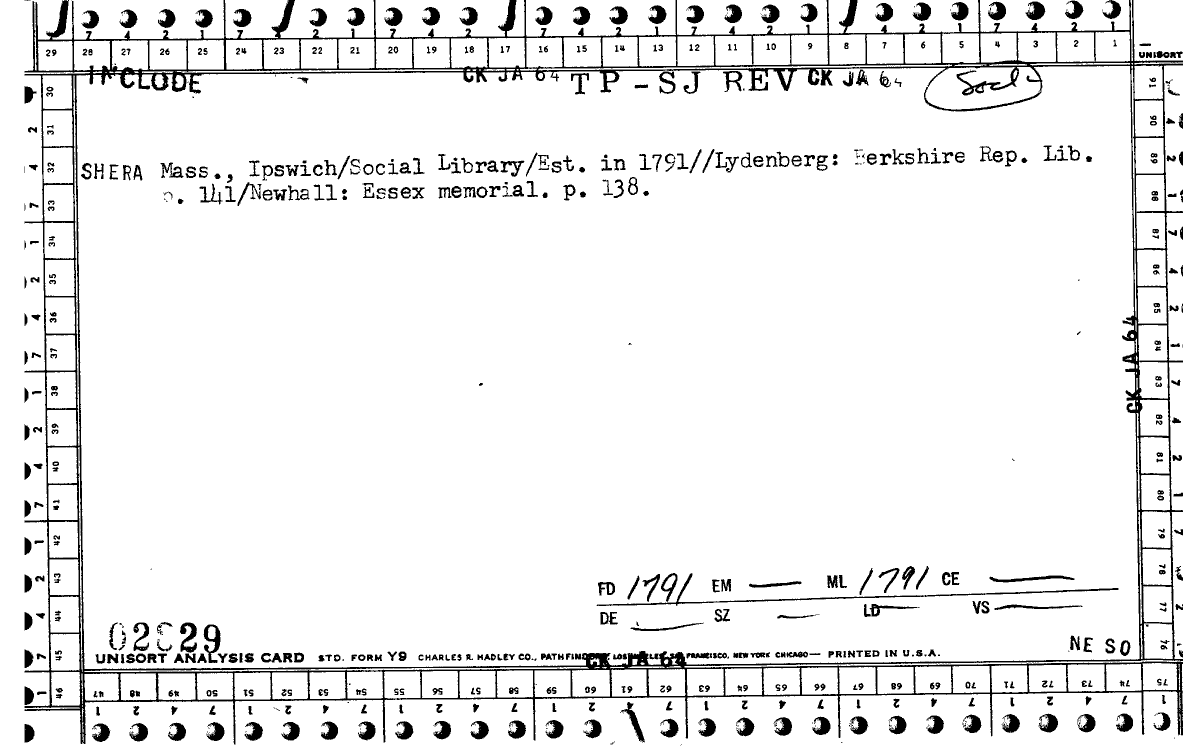 7 4 2 1 7 4 2 1 7 4 2 1 7 4 2 1 7 4 2 1 7 4 2 1
29 28 27 26 25 24 23 22 21 20 19 18 17 16 15 14 13 12 11 10 9 8 7 6 5 4 3 2 1
UNISORT
INCLODE CK JA 64 TP-SJ REV CK JA 64
SHERA Mass., Ipswich/Social Library/Est. in 1791//Lydenberg: Berkshire Rep. Lib.
p. 141/Newhall: Essex memorial. p. 138.
30 31 32 33 34 35 36 37 38 39 40 41 42 43 44 45 46
91 90 89 88 87 86 85 84 83 82 81 80 79 78 77 76 75
CK JA 64
FD 1791 EM — ML 1791 CE —
DE — SZ — LD — VS —
NE SO
UNISORT ANALYSIS CARD STD. FORM Y9 CHARLES R. HADLEY CO., PATHFINDERS LOS ANGELES, SAN FRANCISCO, NEW YORK CHICAGO — PRINTED IN U.S.A.
CK JA 64
47 48 49 50 51 52 53 54 55 56 57 58 59 60 61 62 63 64 65 66 67 68 69 70 71 72 73 74 75